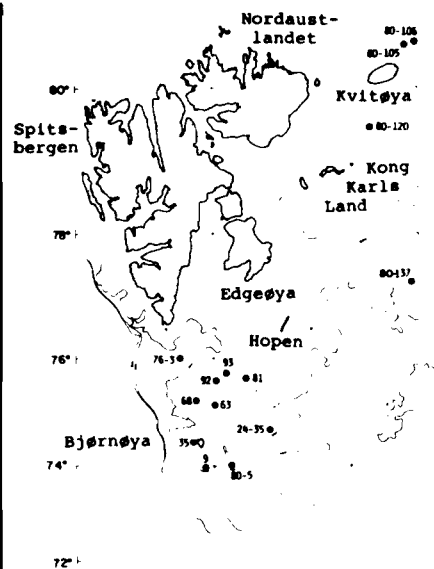 Nordaust-
landet
80-106
80-105
80°
Kvitøya
Spits-
bergen
80-120
Kong
Karls
Land
78°
80-137
Edgeøya
Hopen
76°
76-3
93
92
81
68
63
24-35
Bjørnøya
35
74°
9
80-5
72°